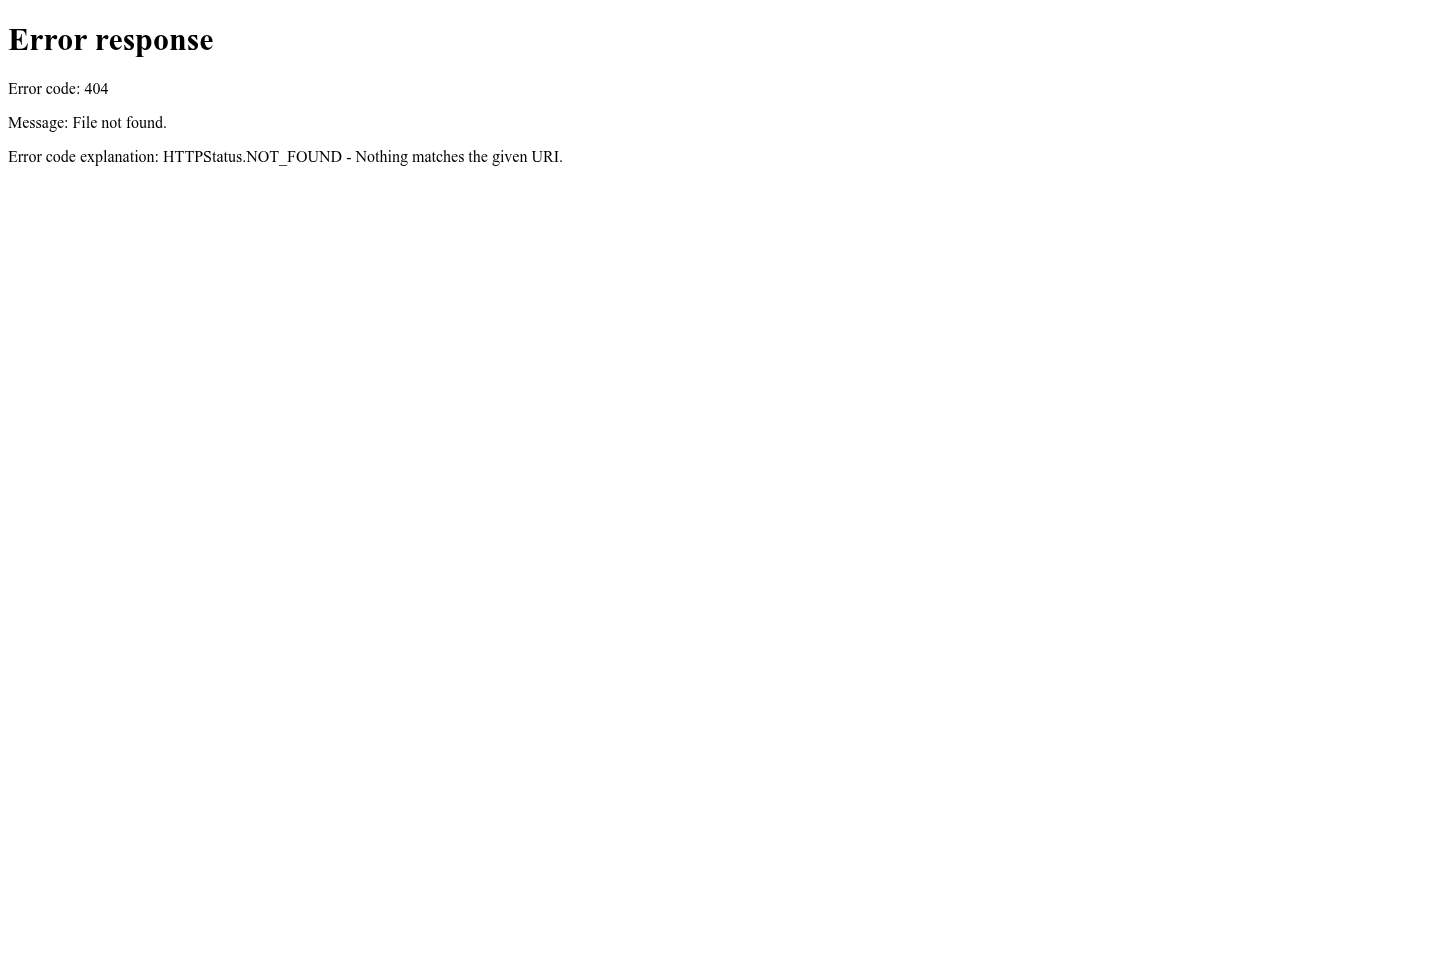 Error response
Error code: 404
Message: File not found.
Error code explanation: HTTPStatus.NOT_FOUND - Nothing matches the given URI.